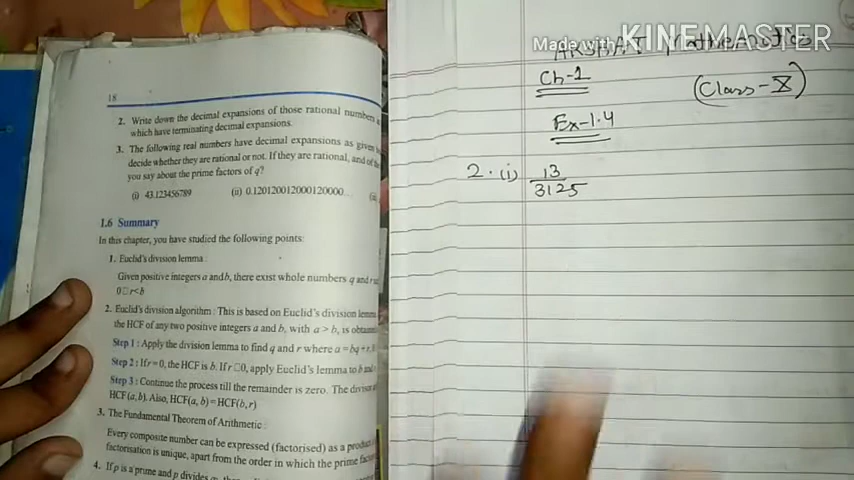 18
2. Write down the decimal expansions of those rational numbers
which have terminating decimal expansions.
3. The following real numbers have decimal expansions as given
decide whether they are rational or not. If they are rational, and of the
you say about the prime factors of q?
(i) 43.123456789 (ii) 0.120120012000120000...
1.6 Summary
In this chapter, you have studied the following points:
1. Euclid's division lemma :
Given positive integers a and b, there exist whole numbers q and r
0 □ r < b
2. Euclid's division algorithm : This is based on Euclid's division lemma
the HCF of any two positive integers a and b, with a > b, is
Step 1 : Apply the division lemma to find q and r where a = bq + r,
Step 2 : If r = 0, the HCF is b. If r □ 0, apply Euclid's lemma to b and
Step 3 : Continue the process till the remainder is zero. The
HCF (a, b). Also, HCF(a, b) = HCF(b, r)
3. The Fundamental Theorem of Arithmetic :
Every composite number can be expressed (factorised) as a product
factorisation is unique, apart from the order in which the prime
4. If p is a prime and p divides
Made with KINEMASTER
Mathematics
Ch-1
(Class-X)
Ex-1.4
2. (i) 13
3125